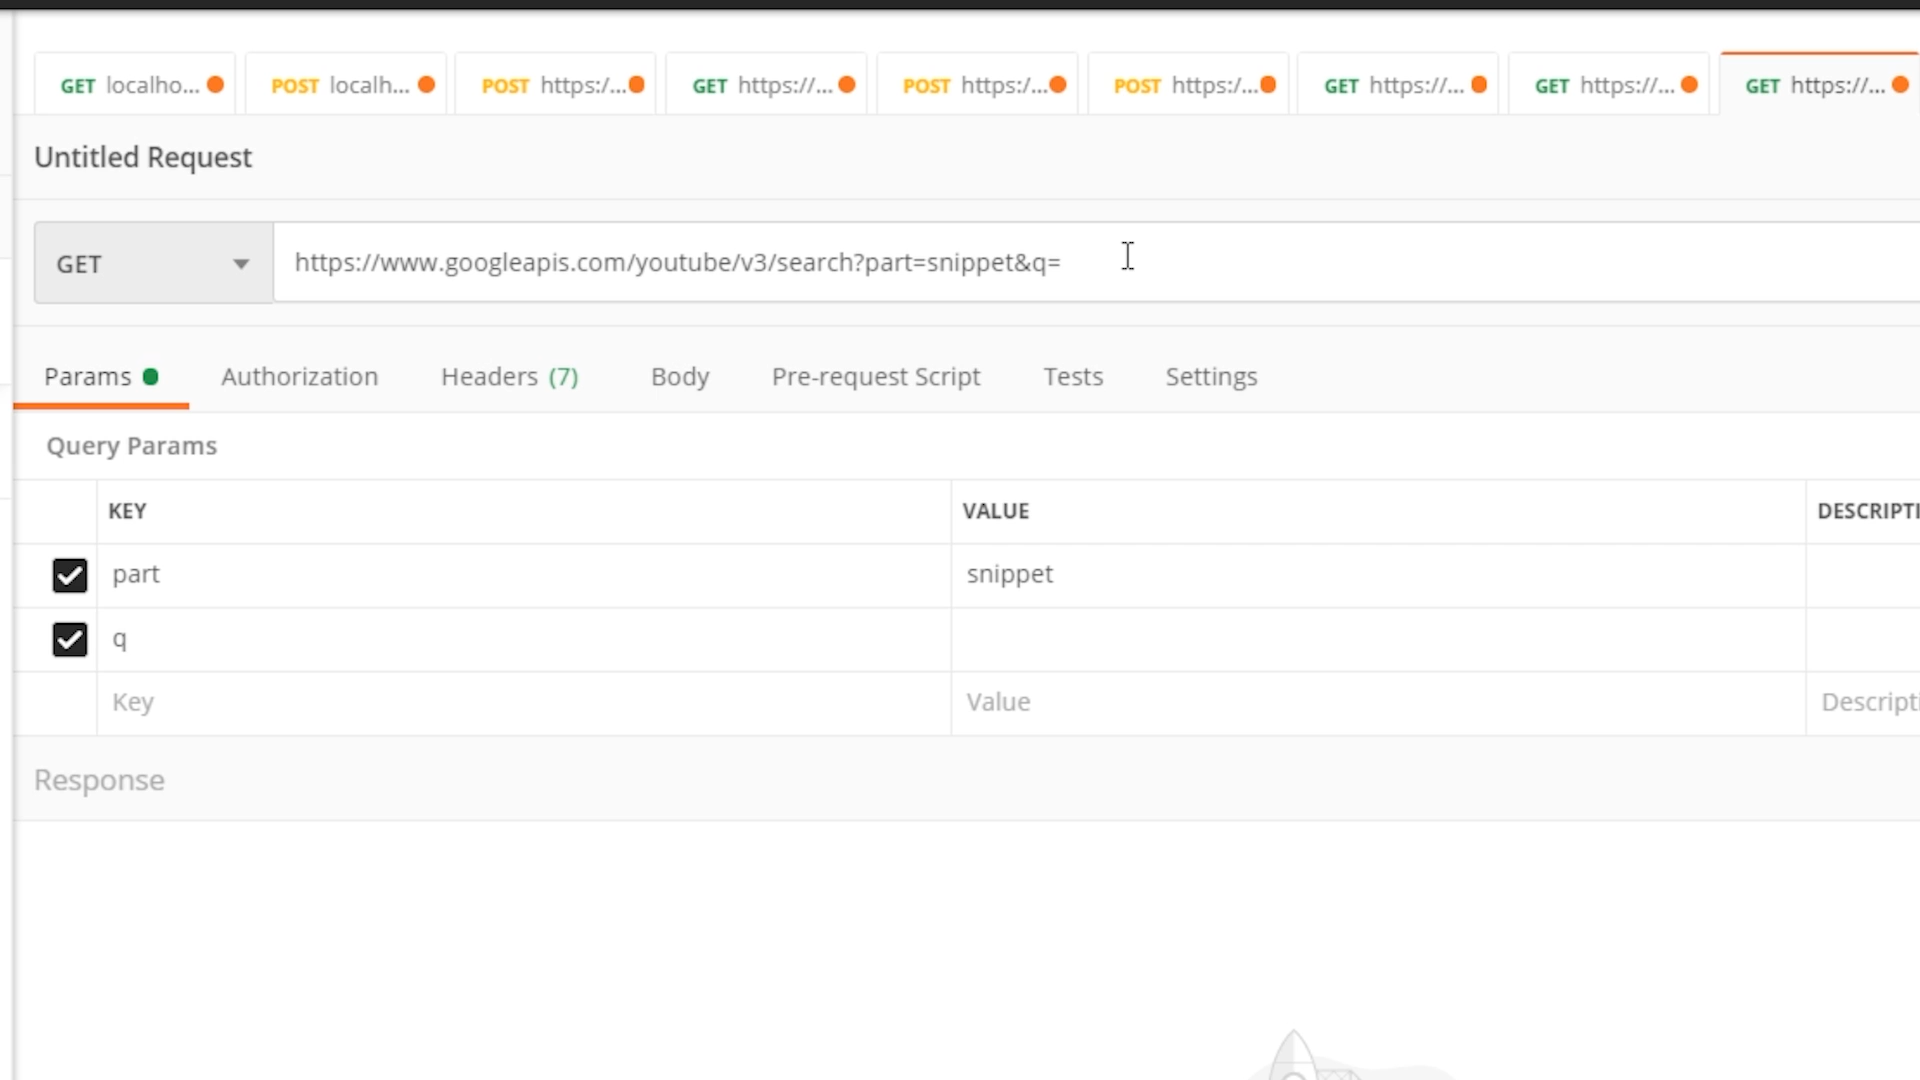 GET localho... POST localh... POST https:/... GET https://... POST https:/... POST https:/... GET https://... GET https://... GET https://...
Untitled Request
GET https://www.googleapis.com/youtube/v3/search?part=snippet&q=
Params Authorization Headers (7) Body Pre-request Script Tests Settings
Query Params
KEY VALUE DESCRIPTI
part snippet
q
Key Value Descripti
Response